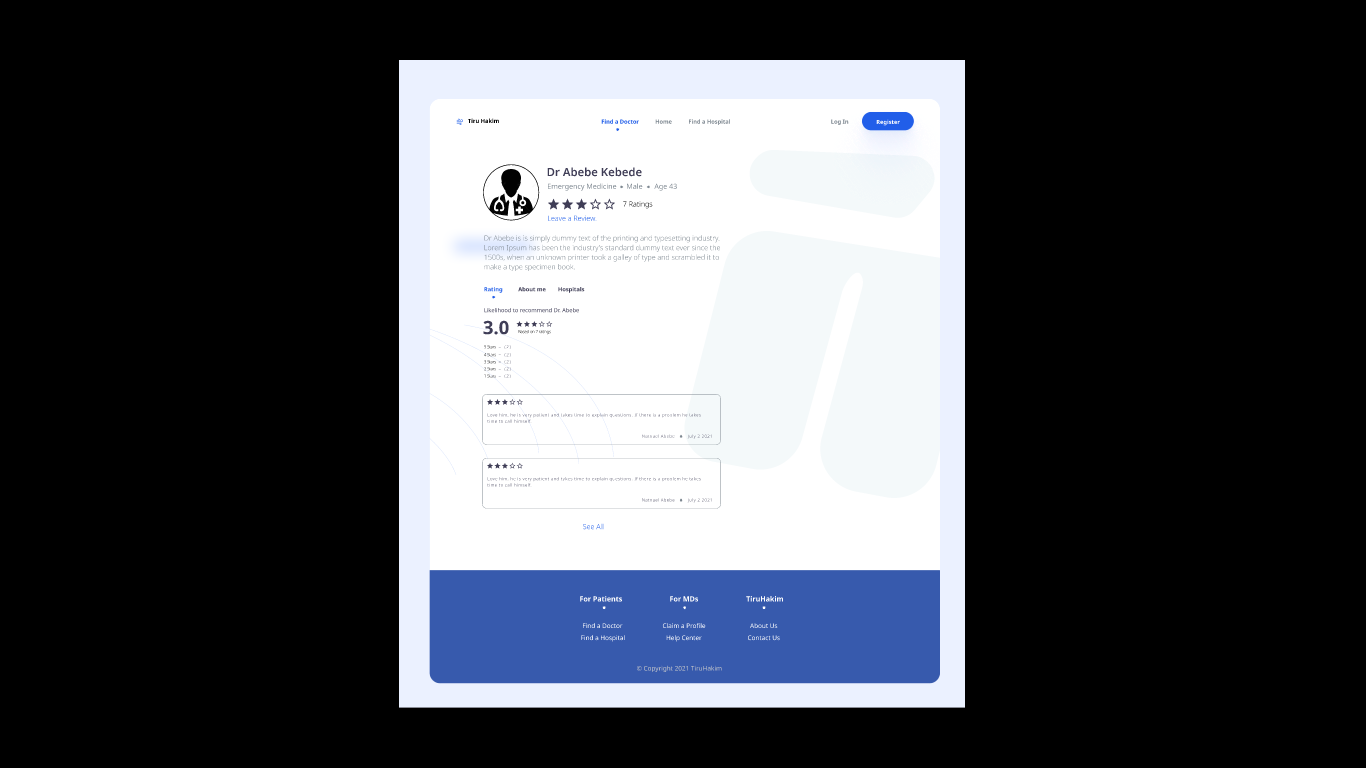 Tiru Hakim
Find a Doctor Home Find a Hospital
Log In Register
Dr Abebe Kebede
Emergency Medicine • Male • Age 43
7 Ratings
Leave a Review
Dr Abebe is is simply dummy text of the printing and typesetting industry.
Lorem Ipsum has been the industry's standard dummy text ever since the
1500s, when an unknown printer took a galley of type and scrambled it to
make a type specimen book.
Rating About me Hospitals
Likelihood to recommend Dr. Abebe
3.0
Based on 7 ratings
Love him, he is very patient and takes time to explain questions. If there is a problem he takes
time to call himself
Natnael Abebe • July 2 2021
Love him, he is very patient and takes time to explain questions. If there is a problem he takes
time to call himself
Natnael Abebe • July 2 2021
See All
For Patients For MDs TiruHakim
Find a Doctor Claim a Profile About Us
Find a Hospital Help Center Contact Us
© Copyright 2021 TiruHakim